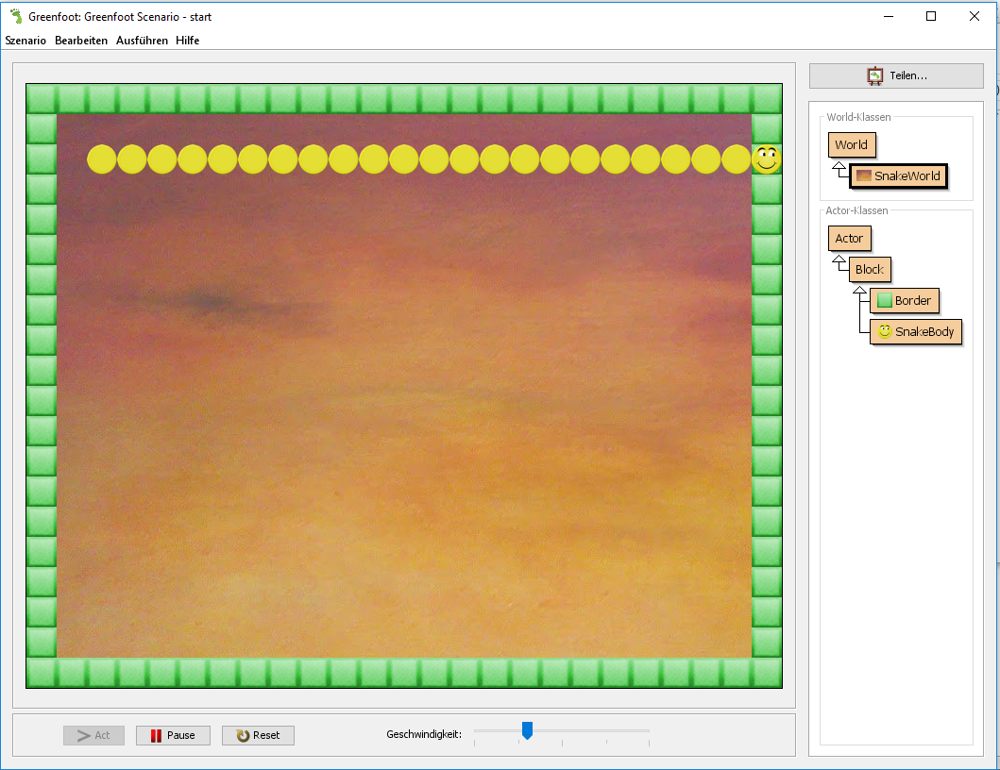 Greenfoot: Greenfoot Scenario - start
Szenario Bearbeiten Ausführen Hilfe
Teilen...
World-Klassen
World
SnakeWorld
Actor-Klassen
Actor
Block
Border
SnakeBody
Act Pause Reset Geschwindigkeit: